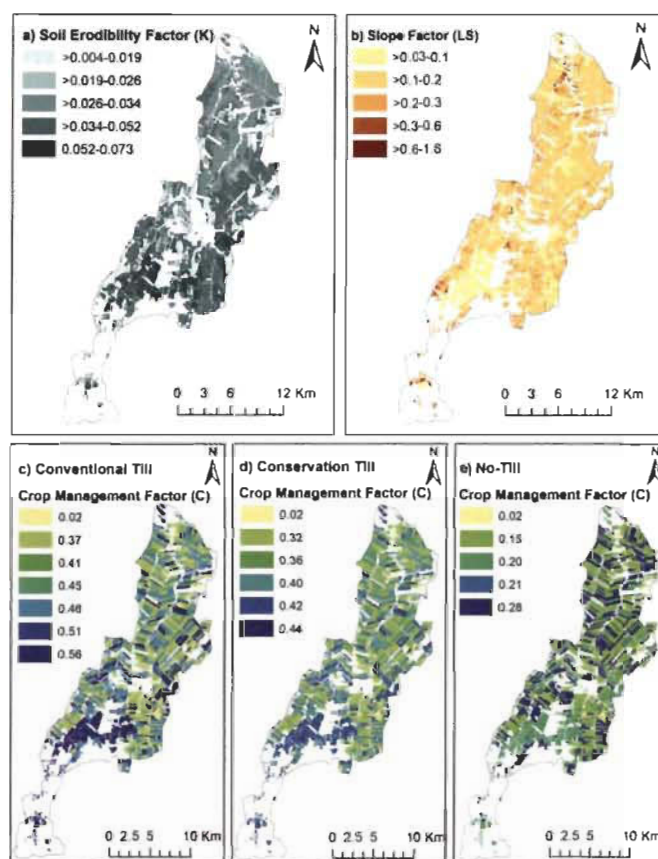 a) Soil Erodibility Factor (K)
N
>0.004-0.019
>0.019-0.026
>0.026-0.034
>0.034-0.052
0.052-0.073
0 3 6 12 Km
b) Slope Factor (LS)
N
>0.03-0.1
>0.1-0.2
>0.2-0.3
>0.3-0.6
>0.6-1.6
0 3 6 12 Km
c) Conventional Till
N
Crop Management Factor (C)
0.02
0.37
0.41
0.45
0.46
0.51
0.56
0 2.5 5 10 Km
d) Conservation Till
N
Crop Management Factor (C)
0.02
0.32
0.36
0.40
0.42
0.44
0 2.5 5 10 Km
e) No-Till
N
Crop Management Factor (C)
0.02
0.15
0.20
0.21
0.28
0 2.5 5 10 Km